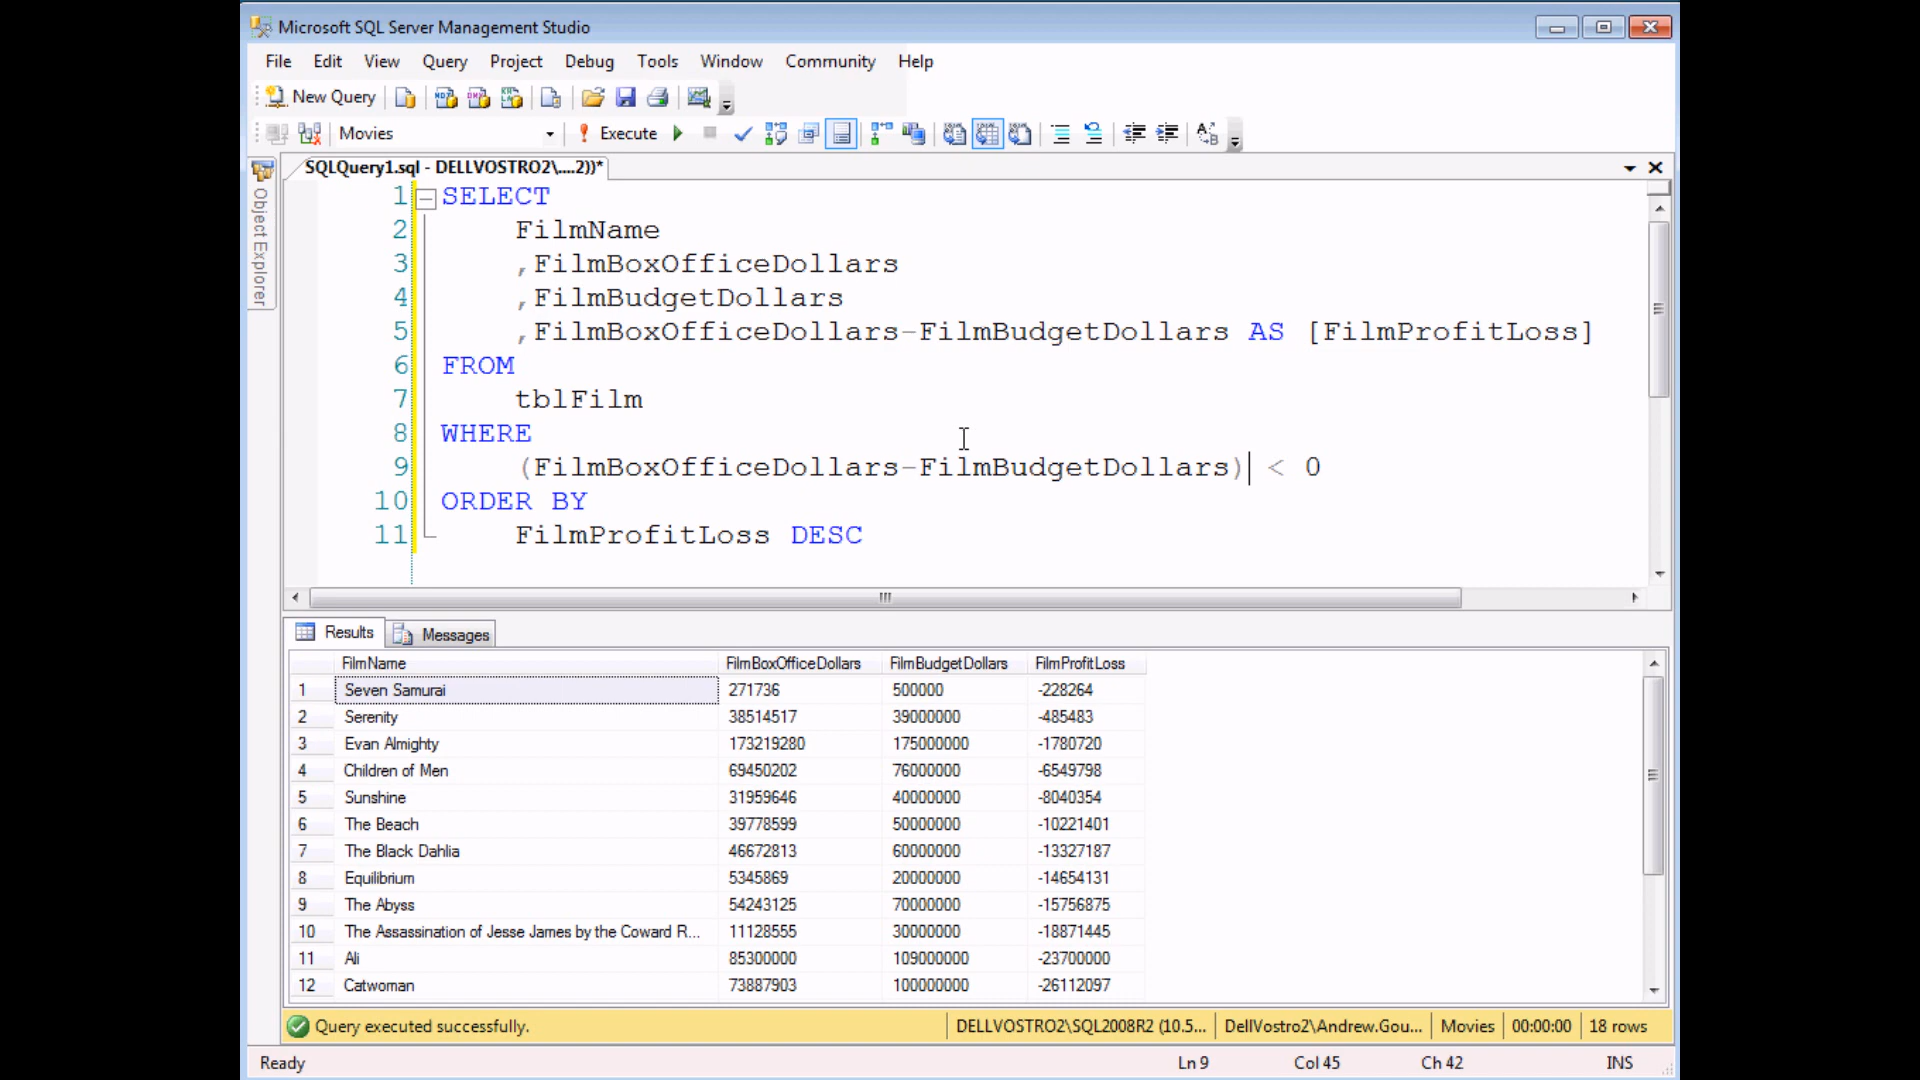 Microsoft SQL Server Management Studio
File Edit View Query Project Debug Tools Window Community Help
New Query
Movies Execute
SQLQuery1.sql - DELLVOSTRO2\....2))*
Object Explorer
1 SELECT
2 FilmName
3 ,FilmBoxOfficeDollars
4 ,FilmBudgetDollars
5 ,FilmBoxOfficeDollars-FilmBudgetDollars AS [FilmProfitLoss]
6 FROM
7 tblFilm
8 WHERE
9 (FilmBoxOfficeDollars-FilmBudgetDollars) < 0
10 ORDER BY
11 FilmProfitLoss DESC
Results Messages
FilmName FilmBoxOfficeDollars FilmBudgetDollars FilmProfitLoss
1 Seven Samurai 271736 500000 -228264
2 Serenity 38514517 39000000 -485483
3 Evan Almighty 173219280 175000000 -1780720
4 Children of Men 69450202 76000000 -6549798
5 Sunshine 31959646 40000000 -8040354
6 The Beach 39778599 50000000 -10221401
7 The Black Dahlia 46672813 60000000 -13327187
8 Equilibrium 5345869 20000000 -14654131
9 The Abyss 54243125 70000000 -15756875
10 The Assassination of Jesse James by the Coward R... 11128555 30000000 -18871445
11 Ali 85300000 109000000 -23700000
12 Catwoman 73887903 100000000 -26112097
Query executed successfully. DELLVOSTRO2\SQL2008R2 (10.5... DellVostro2\Andrew.Gou... Movies 00:00:00 18 rows
Ready Ln 9 Col 45 Ch 42 INS